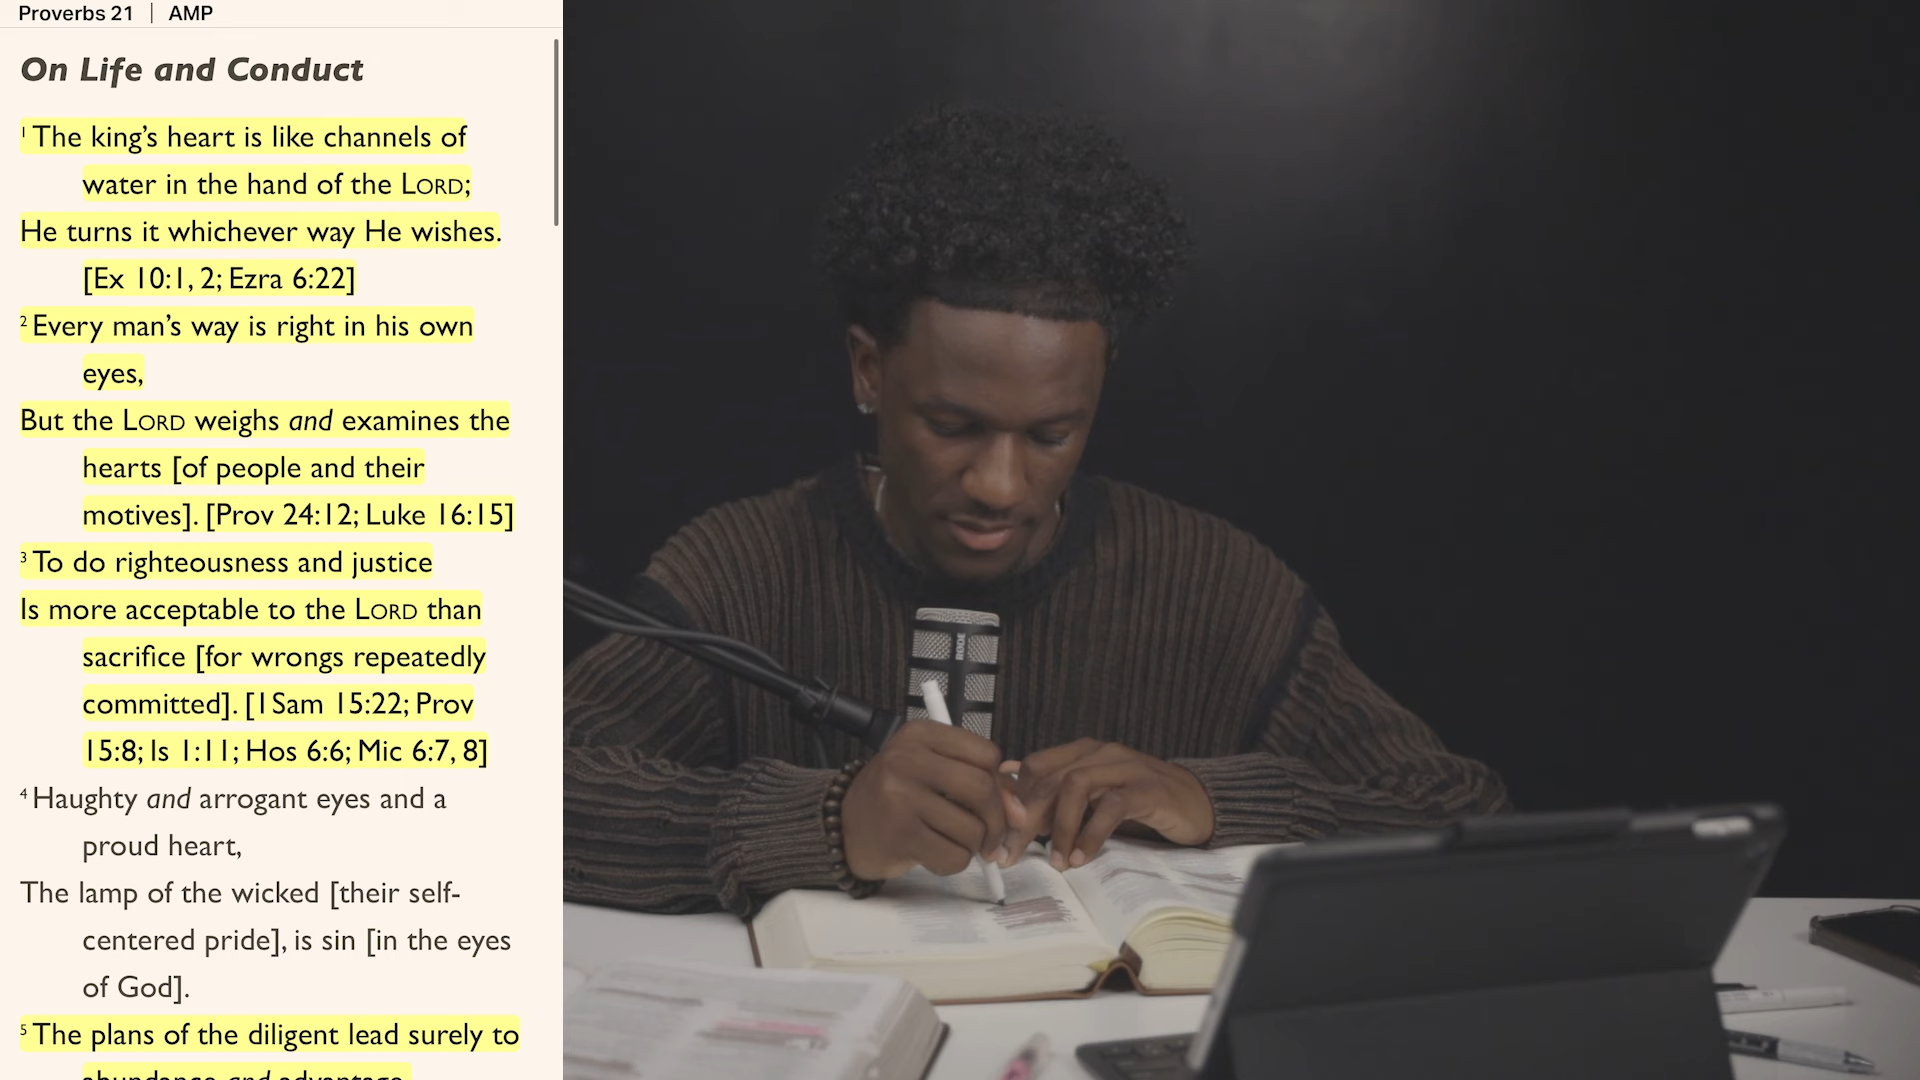 Proverbs 21 | AMP
On Life and Conduct
1 The king’s heart is like channels of
water in the hand of the LORD;
He turns it whichever way He wishes.
[Ex 10:1, 2; Ezra 6:22]
2 Every man’s way is right in his own
eyes,
But the LORD weighs and examines the
hearts [of people and their
motives]. [Prov 24:12; Luke 16:15]
3 To do righteousness and justice
Is more acceptable to the LORD than
sacrifice [for wrongs repeatedly
committed]. [1 Sam 15:22; Prov
15:8; Is 1:11; Hos 6:6; Mic 6:7, 8]
4 Haughty and arrogant eyes and a
proud heart,
The lamp of the wicked [their self-
centered pride], is sin [in the eyes
of God].
5 The plans of the diligent lead surely to
abundance and advantage,
RODE